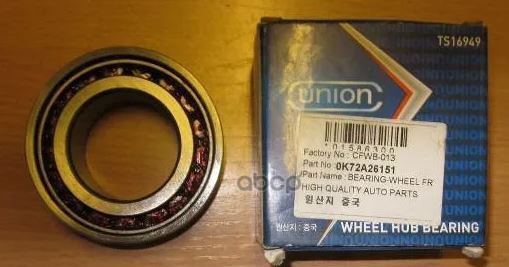 TS16949
UNION
*01586300
Factory No : CFWB-013
Part No : 0K72A26151
Part Name : BEARING-WHEEL FR
HIGH QUALITY AUTO PARTS
원산지 중국
원산지 : 중국
WHEEL HUB BEARING
abcp